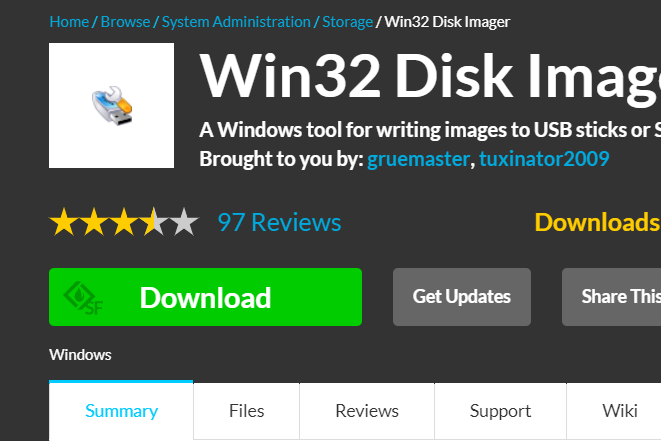 Home / Browse / System Administration / Storage / Win32 Disk Imager
Win32 Disk Imag
A Windows tool for writing images to USB sticks or S
Brought to you by: gruemaster, tuxinator2009
97 Reviews
Downloads
SF
Download
Get Updates
Share This
Windows
Summary
Files
Reviews
Support
Wiki